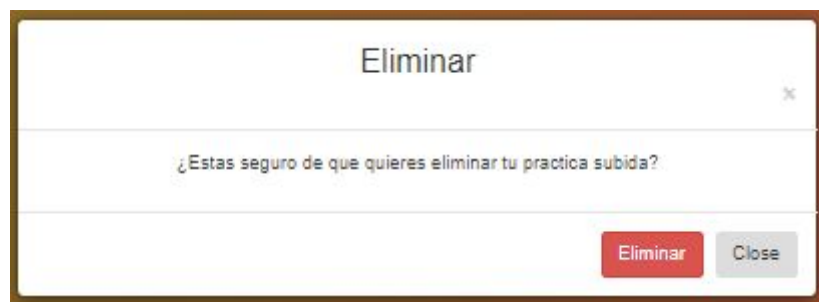 Eliminar
×
¿Estas seguro de que quieres eliminar tu practica subida?
Eliminar Close